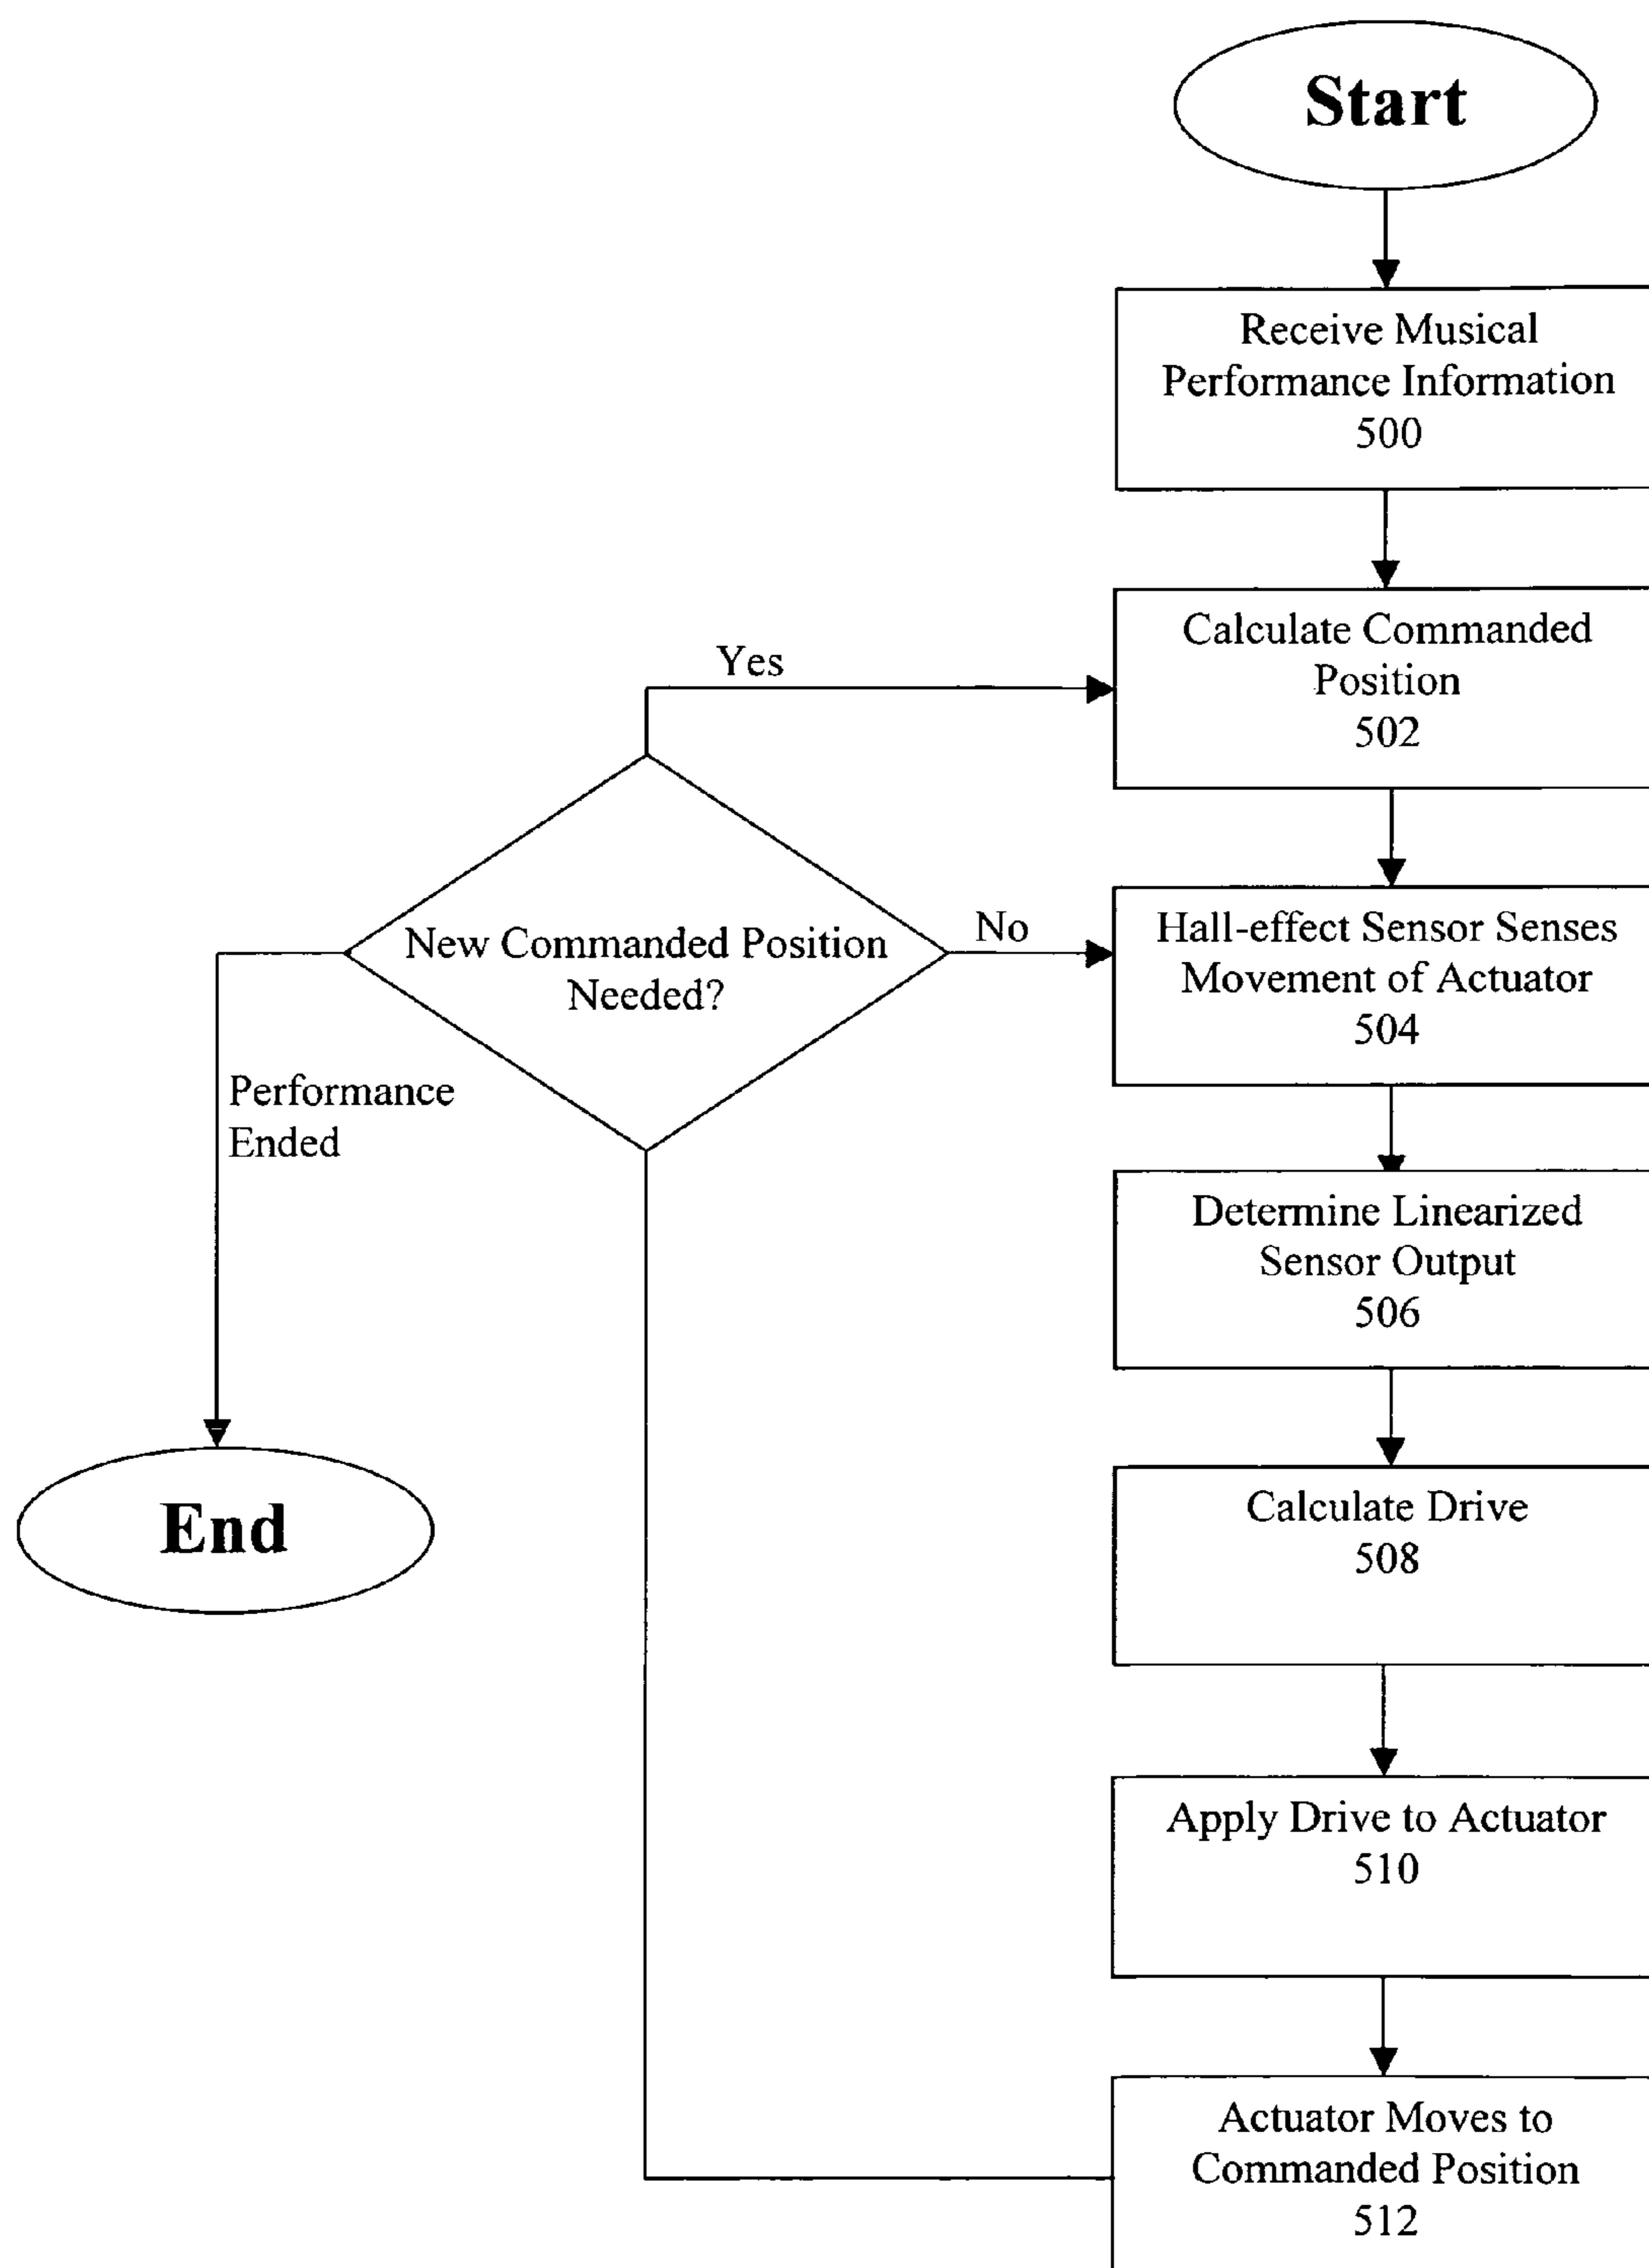 Start
Receive Musical
Performance Information
500
Calculate Commanded
Position
502
Yes
New Commanded Position
Needed?
No
Hall-effect Sensor Senses
Movement of Actuator
504
Performance
Ended
Determine Linearized
Sensor Output
506
End
Calculate Drive
508
Apply Drive to Actuator
510
Actuator Moves to
Commanded Position
512